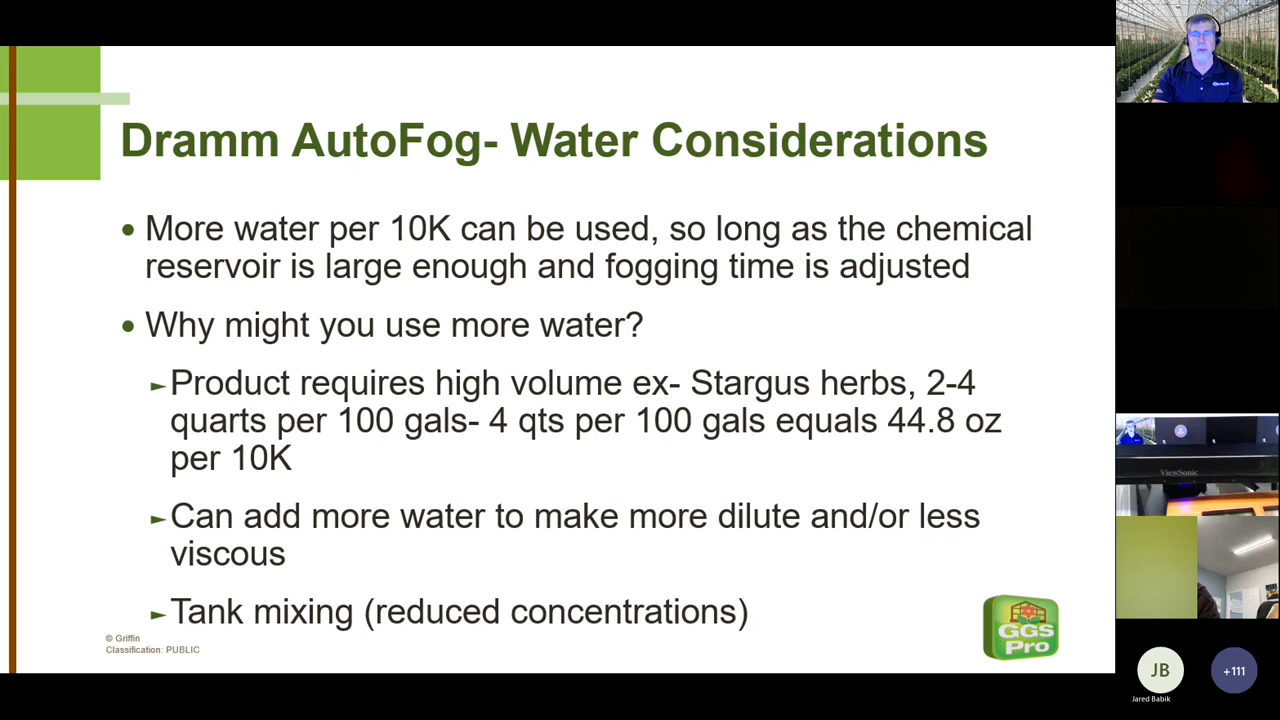 Dramm AutoFog- Water Considerations
• More water per 10K can be used, so long as the chemical
reservoir is large enough and fogging time is adjusted
• Why might you use more water?
►Product requires high volume ex- Stargus herbs, 2-4
quarts per 100 gals- 4 qts per 100 gals equals 44.8 oz
per 10K
►Can add more water to make more dilute and/or less
viscous
►Tank mixing (reduced concentrations)
© Griffin
Classification: PUBLIC
GGS
Pro
ViewSonic
JB
+111
Jared Babik